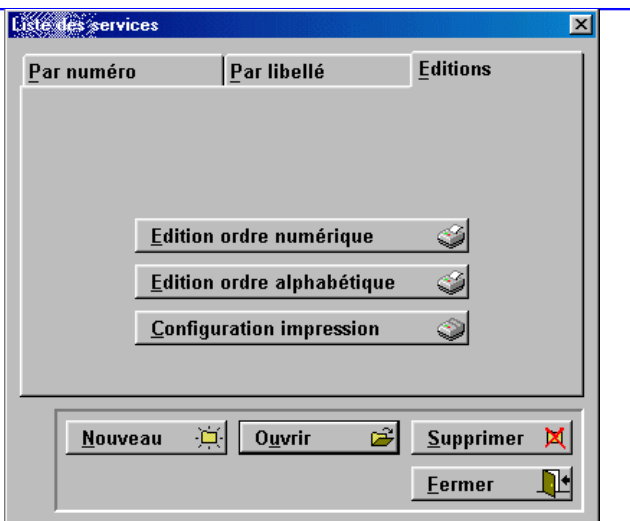 Liste des services
Par numéro Par libellé Editions
Edition ordre numérique
Edition ordre alphabétique
Configuration impression
Nouveau Ouvrir Supprimer
Fermer